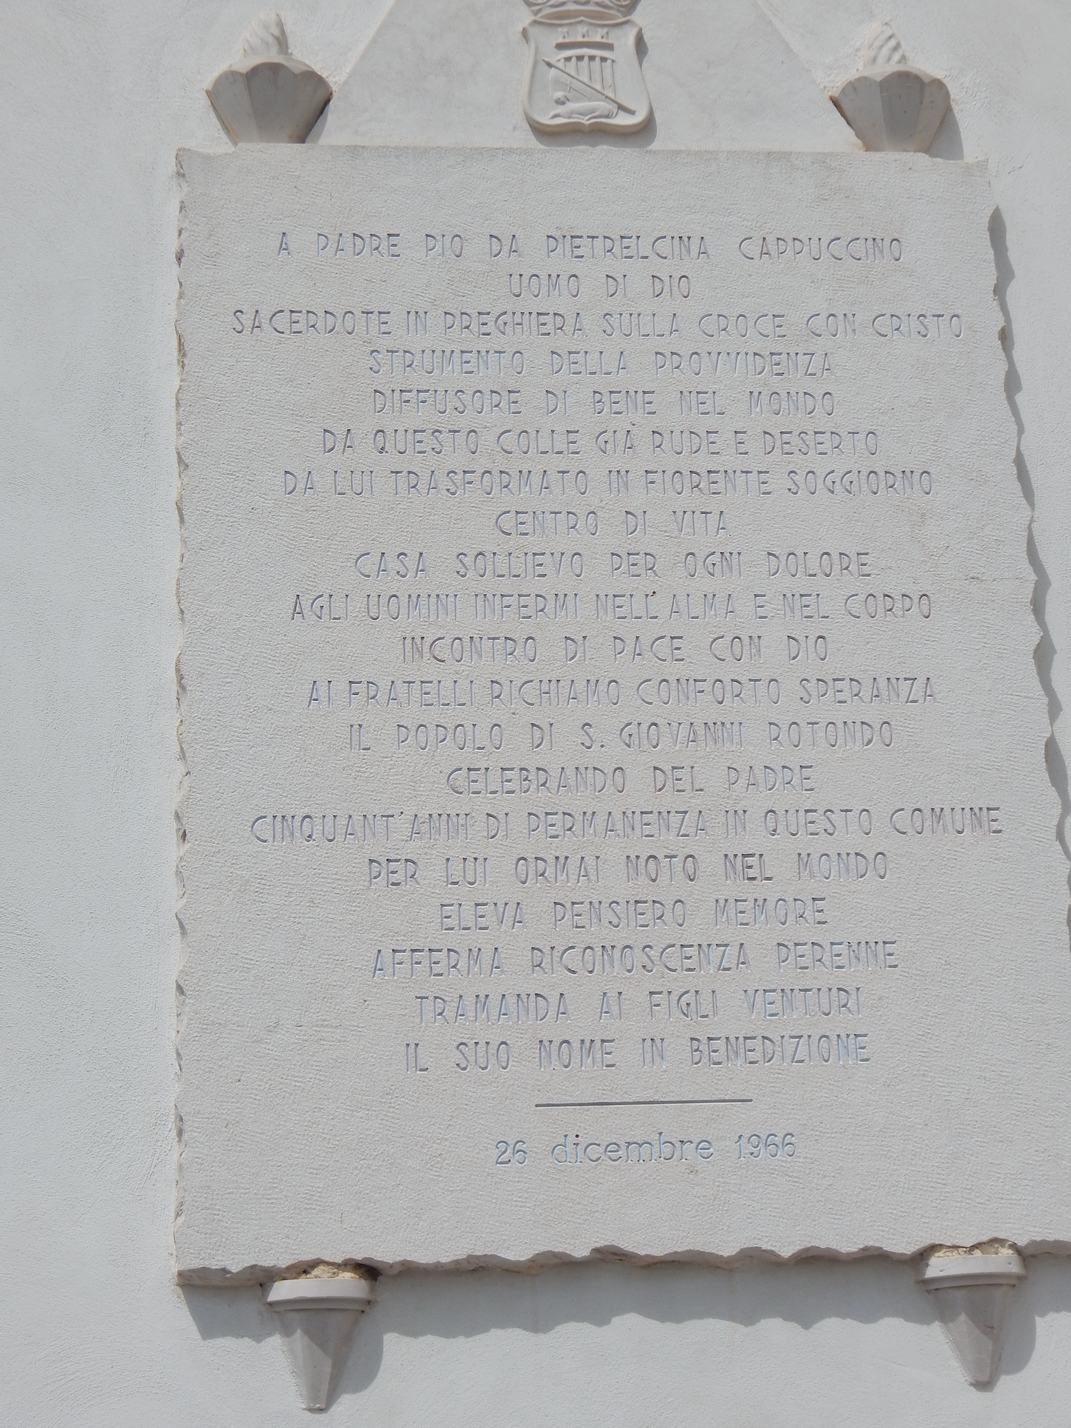 A PADRE PIO DA PIETRELCINA CAPPUCCINO
UOMO DI DIO
SACERDOTE IN PREGHIERA SULLA CROCE CON CRISTO
STRUMENTO DELLA PROVVIDENZA
DIFFUSORE DI BENE NEL MONDO
DA QUESTO COLLE GIÀ RUDE E DESERTO
DA LUI TRASFORMATO IN FIORENTE SOGGIORNO
CENTRO DI VITA
CASA SOLLIEVO PER OGNI DOLORE
AGLI UOMINI INFERMI NELL'ALMA E NEL CORPO
INCONTRO DI PACE CON DIO
AI FRATELLI RICHIAMO CONFORTO SPERANZA
IL POPOLO DI S. GIOVANNI ROTONDO
CELEBRANDO DEL PADRE
CINQUANT'ANNI DI PERMANENZA IN QUESTO COMUNE
PER LUI ORMAI NOTO NEL MONDO
ELEVA PENSIERO MEMORE
AFFERMA RICONOSCENZA PERENNE
TRAMANDA AI FIGLI VENTURI
IL SUO NOME IN BENEDIZIONE
26 dicembre 1966